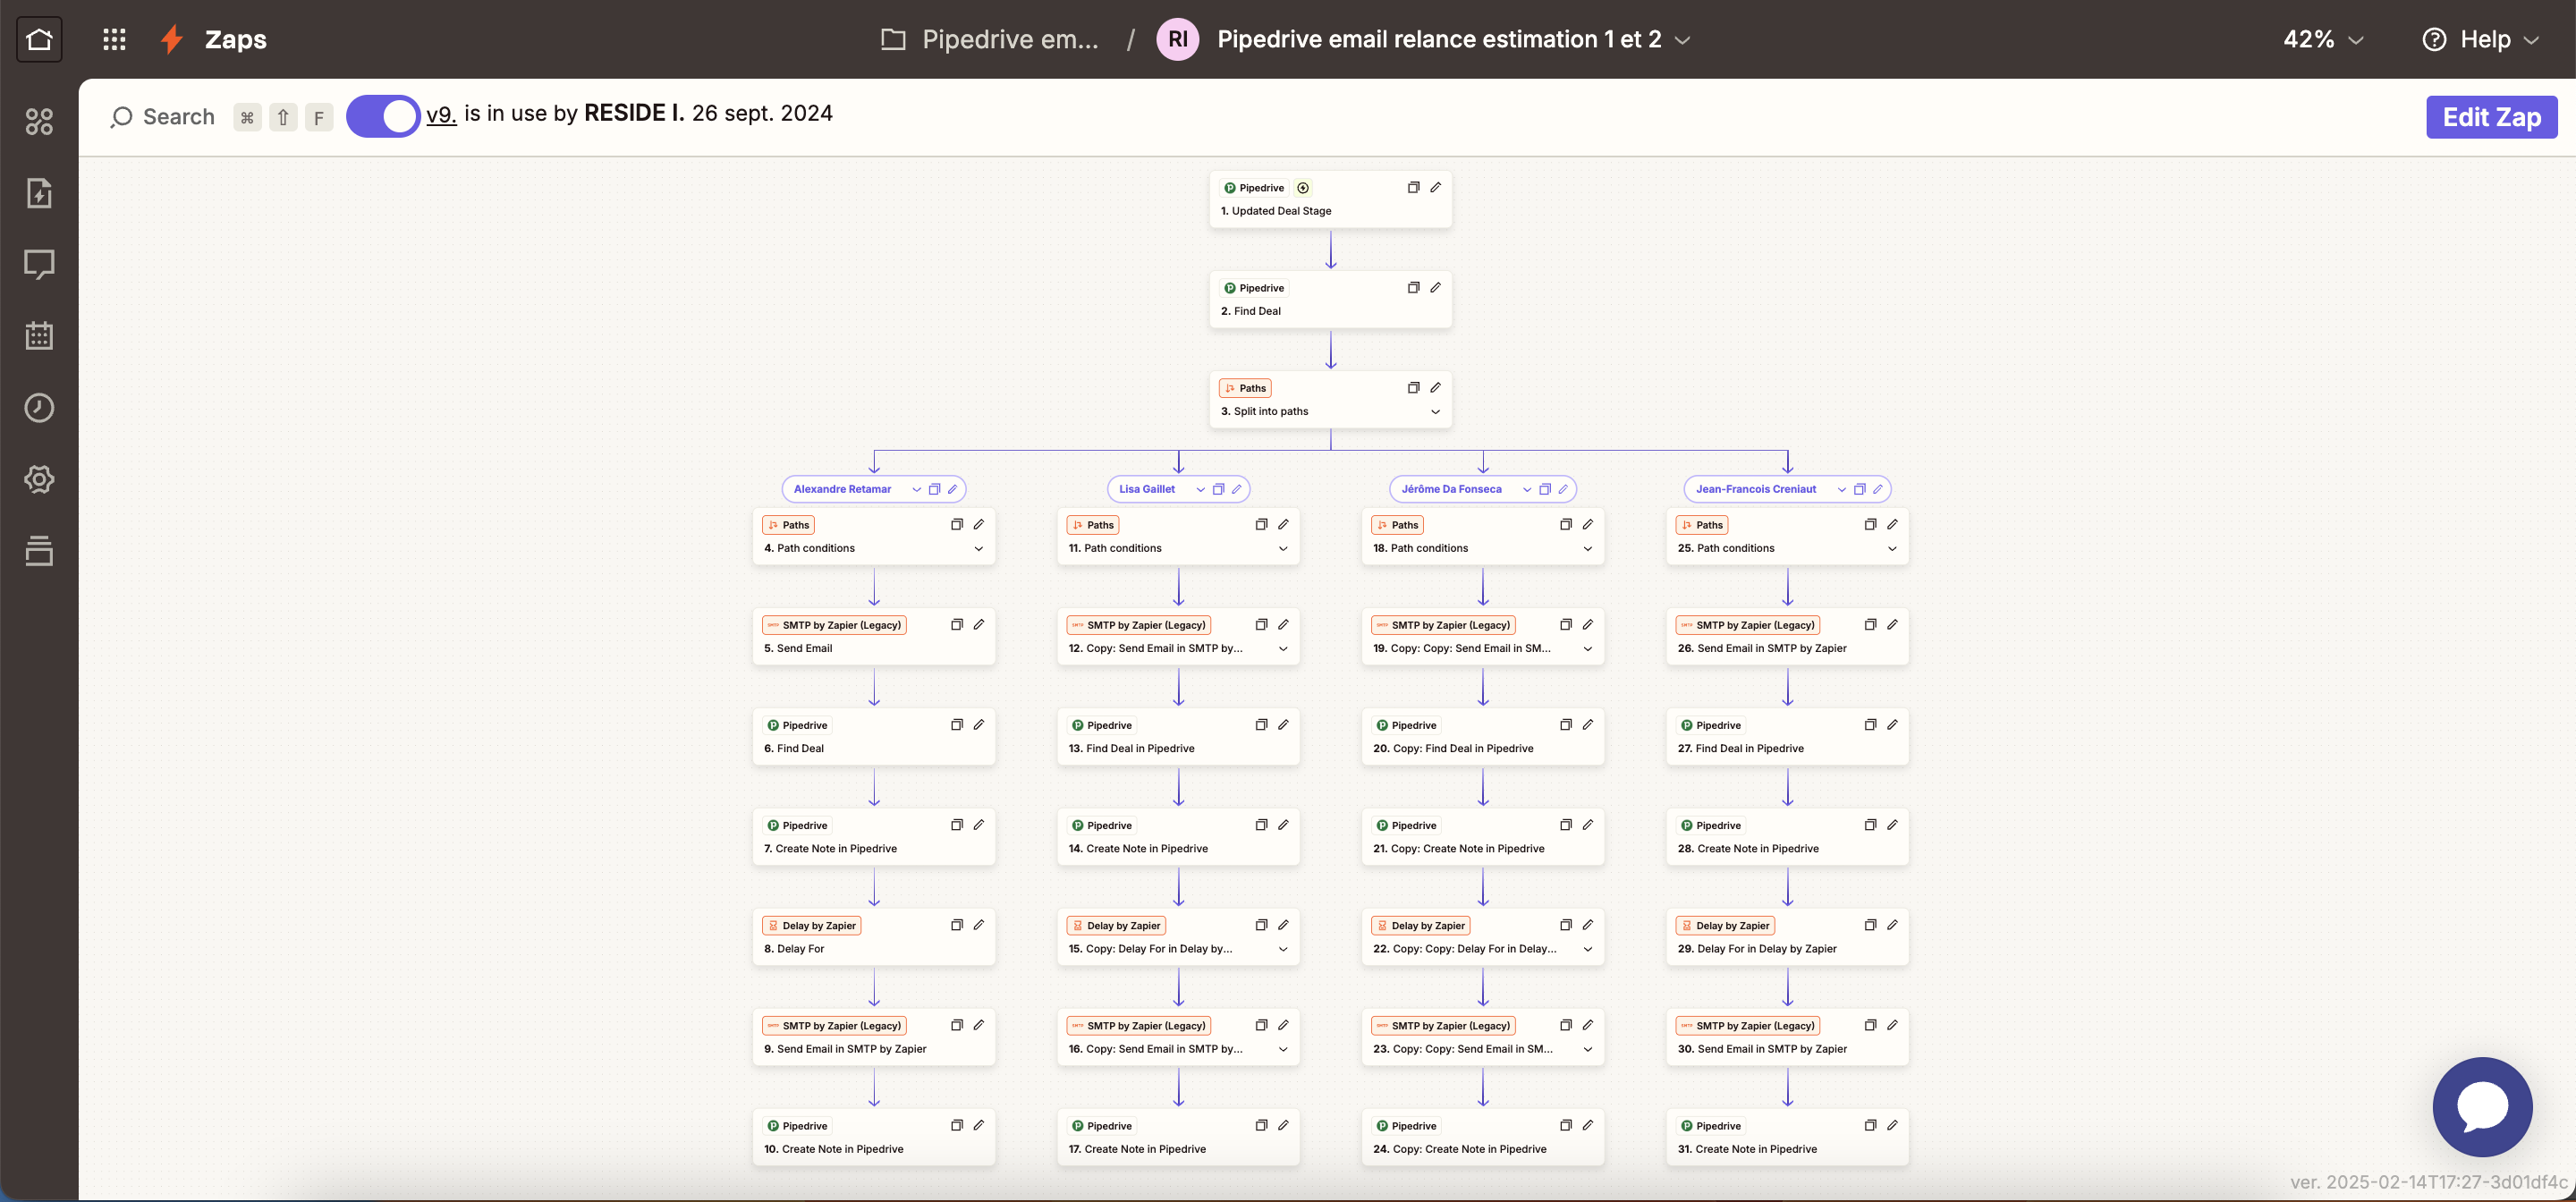 Zaps
Pipedrive em... / RI Pipedrive email relance estimation 1 et 2
42%
Help
Search ⌘ ⇧ F
v9. is in use by RESIDE I. 26 sept. 2024
Edit Zap
Pipedrive
1. Updated Deal Stage
Pipedrive
2. Find Deal
Paths
3. Split into paths
Alexandre Retamar
Paths
4. Path conditions
SMTP by Zapier (Legacy)
5. Send Email
Pipedrive
6. Find Deal
Pipedrive
7. Create Note in Pipedrive
Delay by Zapier
8. Delay For
SMTP by Zapier (Legacy)
9. Send Email in SMTP by Zapier
Pipedrive
10. Create Note in Pipedrive
Lisa Gaillet
Paths
11. Path conditions
SMTP by Zapier (Legacy)
12. Copy: Send Email in SMTP by...
Pipedrive
13. Find Deal in Pipedrive
Pipedrive
14. Create Note in Pipedrive
Delay by Zapier
15. Copy: Delay For in Delay by...
SMTP by Zapier (Legacy)
16. Copy: Send Email in SMTP by...
Pipedrive
17. Create Note in Pipedrive
Jérôme Da Fonseca
Paths
18. Path conditions
SMTP by Zapier (Legacy)
19. Copy: Copy: Send Email in SM...
Pipedrive
20. Copy: Find Deal in Pipedrive
Pipedrive
21. Copy: Create Note in Pipedrive
Delay by Zapier
22. Copy: Copy: Delay For in Delay...
SMTP by Zapier (Legacy)
23. Copy: Copy: Send Email in SM...
Pipedrive
24. Copy: Create Note in Pipedrive
Jean-Francois Creniaut
Paths
25. Path conditions
SMTP by Zapier (Legacy)
26. Send Email in SMTP by Zapier
Pipedrive
27. Find Deal in Pipedrive
Pipedrive
28. Create Note in Pipedrive
Delay by Zapier
29. Delay For in Delay by Zapier
SMTP by Zapier (Legacy)
30. Send Email in SMTP by Zapier
Pipedrive
31. Create Note in Pipedrive
ver. 2025-02-14T17:27-3d01df4c